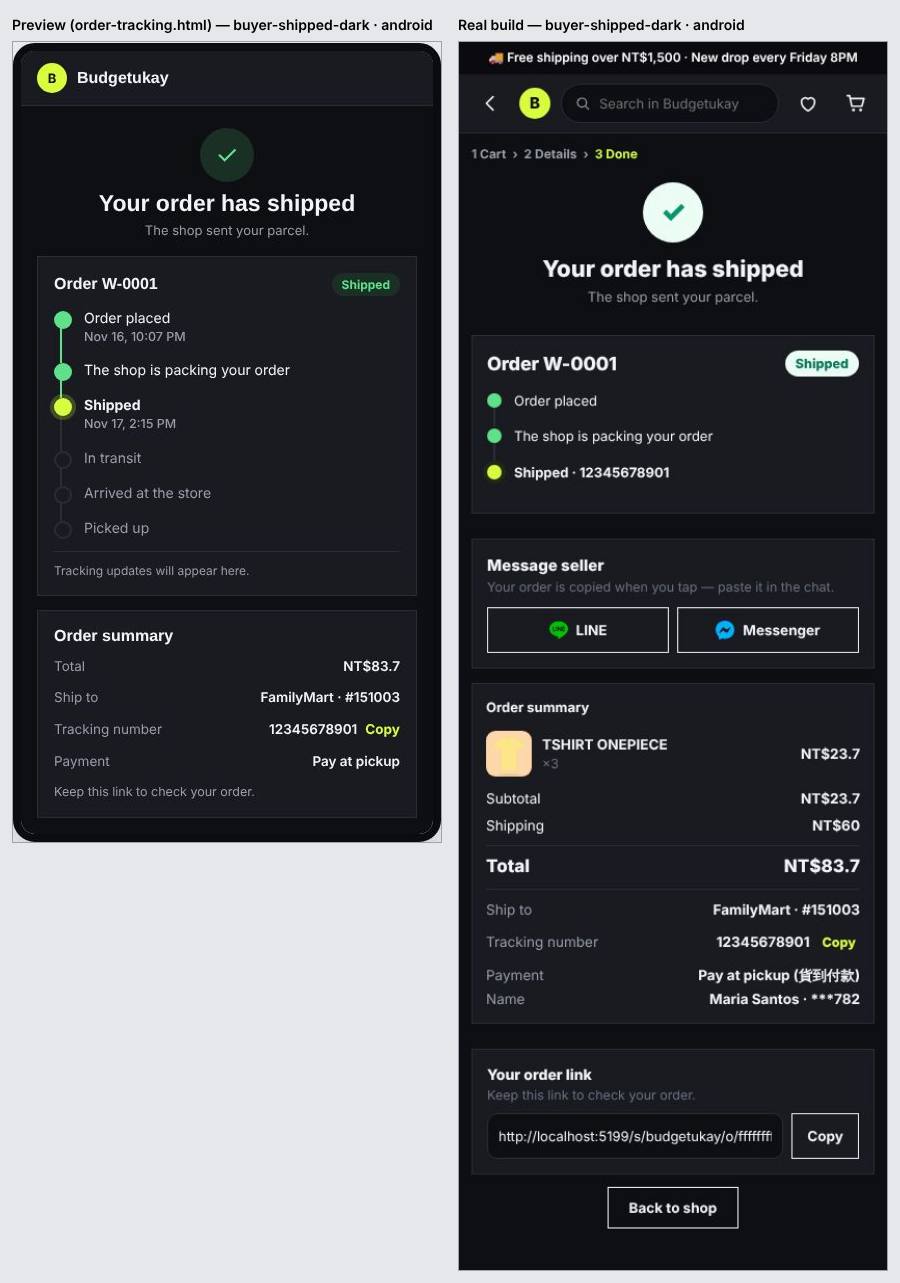 Preview (order-tracking.html) — buyer-shipped-dark · android
B Budgetukay
Your order has shipped
The shop sent your parcel.
Order W-0001 Shipped
Order placed
Nov 16, 10:07 PM
The shop is packing your order
Shipped
Nov 17, 2:15 PM
In transit
Arrived at the store
Picked up
Tracking updates will appear here.
Order summary
Total NT$83.7
Ship to FamilyMart · #151003
Tracking number 12345678901 Copy
Payment Pay at pickup
Keep this link to check your order.
Real build — buyer-shipped-dark · android
🚚 Free shipping over NT$1,500 · New drop every Friday 8PM
B Search in Budgetukay
1 Cart › 2 Details › 3 Done
Your order has shipped
The shop sent your parcel.
Order W-0001 Shipped
Order placed
The shop is packing your order
Shipped · 12345678901
Message seller
Your order is copied when you tap — paste it in the chat.
LINE LINE Messenger
Order summary
TSHIRT ONEPIECE NT$23.7
×3
Subtotal NT$23.7
Shipping NT$60
Total NT$83.7
Ship to FamilyMart · #151003
Tracking number 12345678901 Copy
Payment Pay at pickup (貨到付款)
Name Maria Santos · ***782
Your order link
Keep this link to check your order.
http://localhost:5199/s/budgetukay/o/fffffff Copy
Back to shop